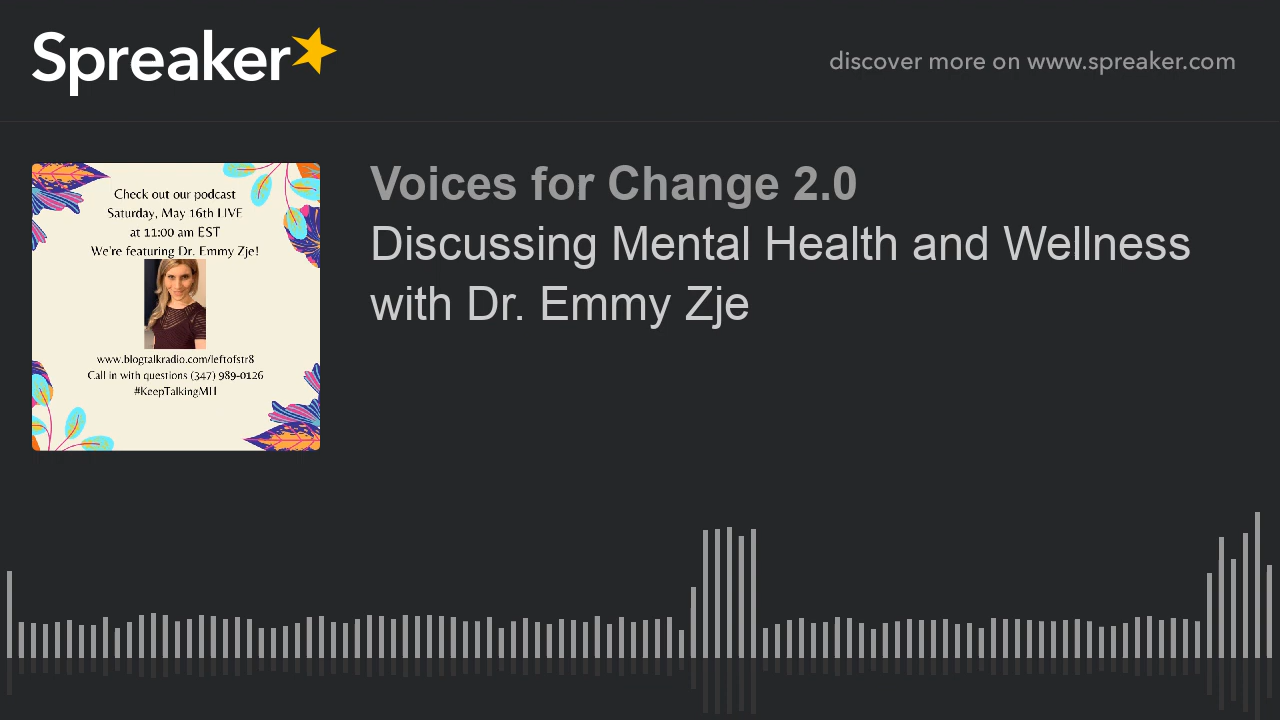 Spreaker
discover more on www.spreaker.com
Check out our podcast
Saturday, May 16th LIVE
at 11:00 am EST
We're featuring Dr. Emmy Zje!
www.blogtalkradio.com/leftofstr8
Call in with questions (347) 989-0126
#KeepTalkingMH
Voices for Change 2.0
Discussing Mental Health and Wellness
with Dr. Emmy Zje